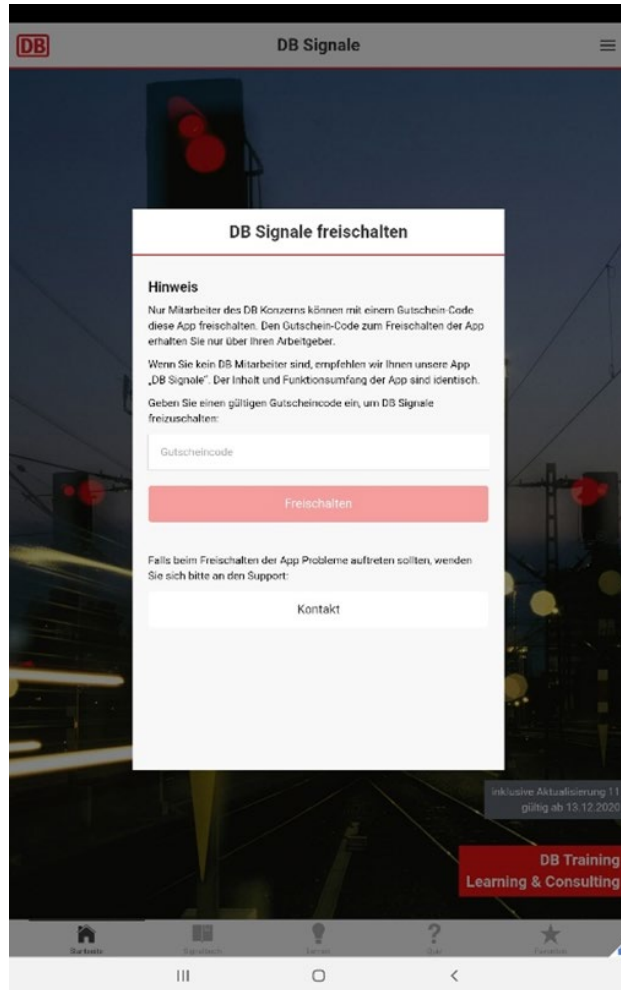 DB
DB Signale
DB Signale freischalten
Hinweis
Nur Mitarbeiter des DB Konzerns können mit einem Gutschein-Code
diese App freischalten. Den Gutschein-Code zum Freischalten der App
erhalten Sie nur über Ihren Arbeitgeber.
Wenn Sie kein DB Mitarbeiter sind, empfehlen wir Ihnen unsere App
„DB Signale“. Der Inhalt und Funktionsumfang der App sind identisch.
Geben Sie einen gültigen Gutscheincode ein, um DB Signale
freizuschalten:
Gutscheincode
Freischalten
Falls beim Freischalten der App Probleme auftreten sollten, wenden
Sie sich bitte an den Support:
Kontakt
inklusive Aktualisierung 11
gültig ab 13.12.2020
DB Training
Learning & Consulting
Startseite